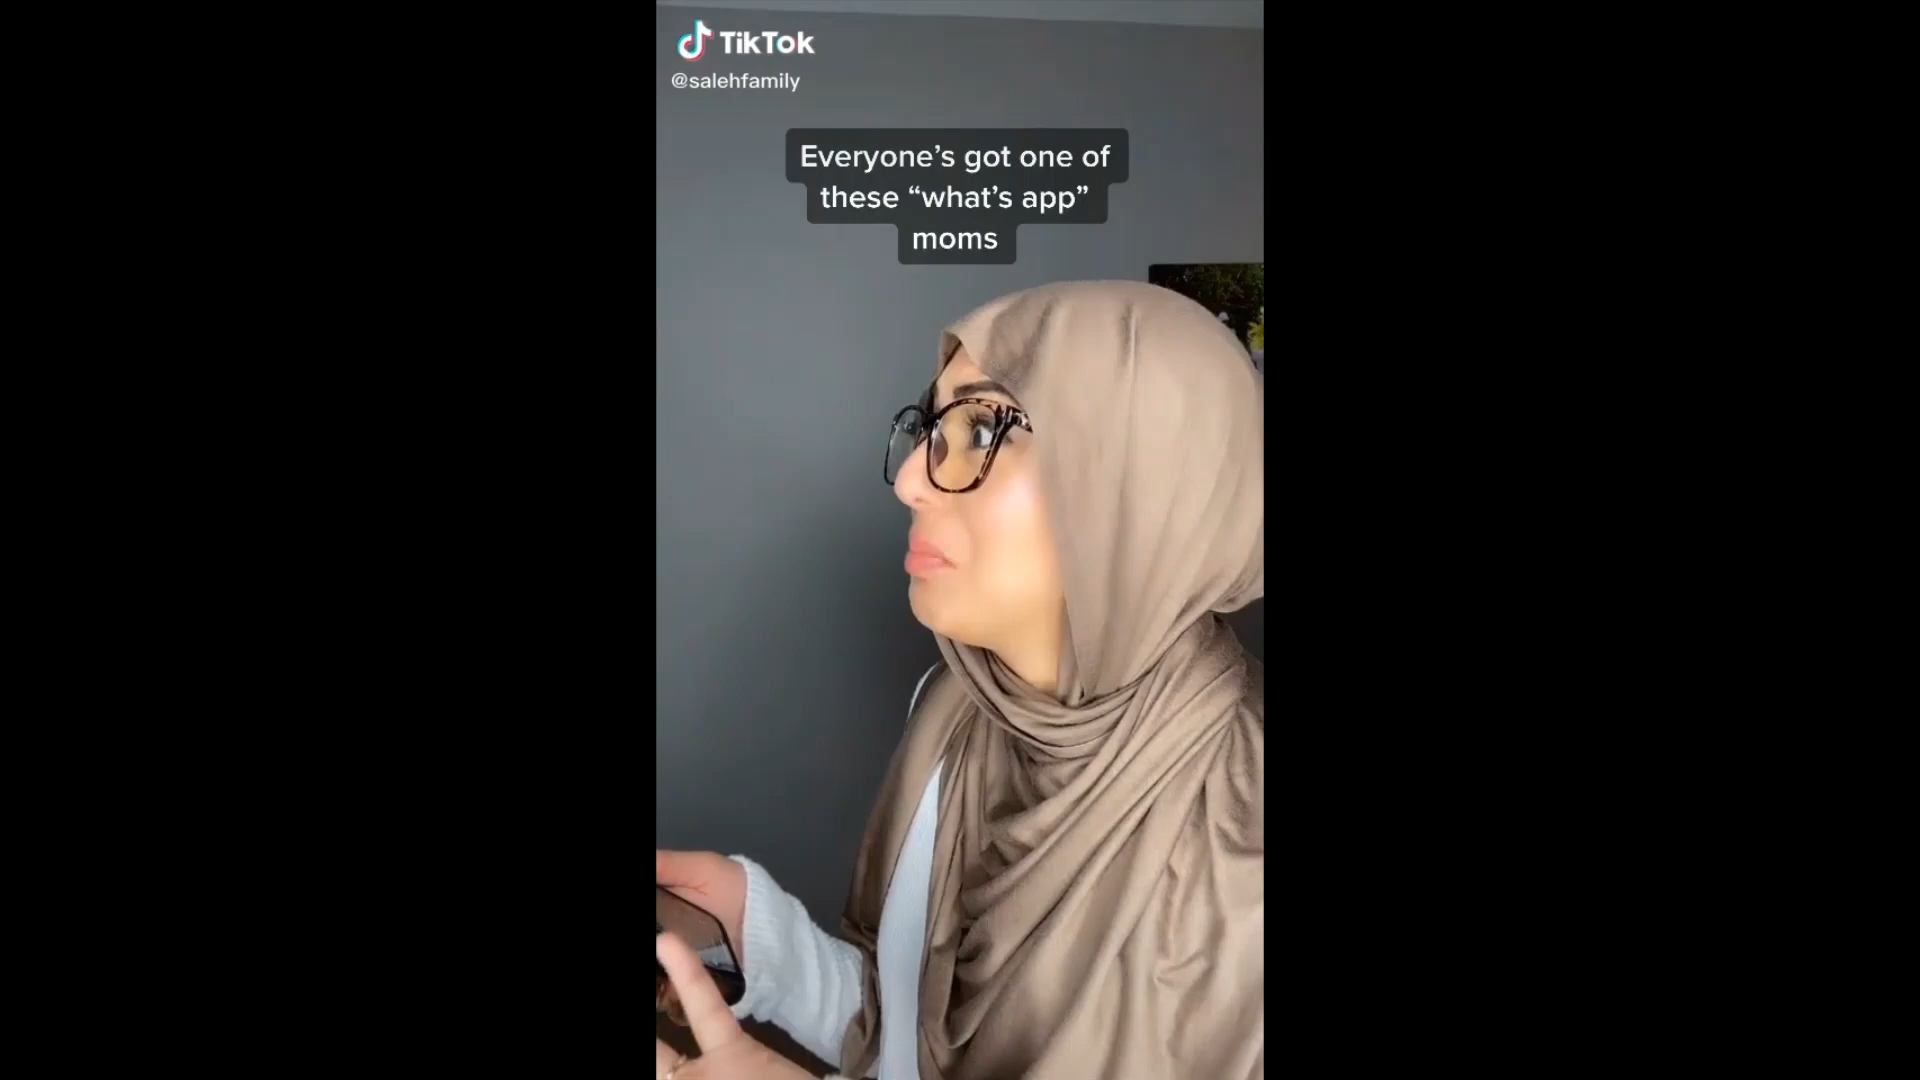 TikTok
@salehfamily
Everyone’s got one of
these “what’s app”
moms